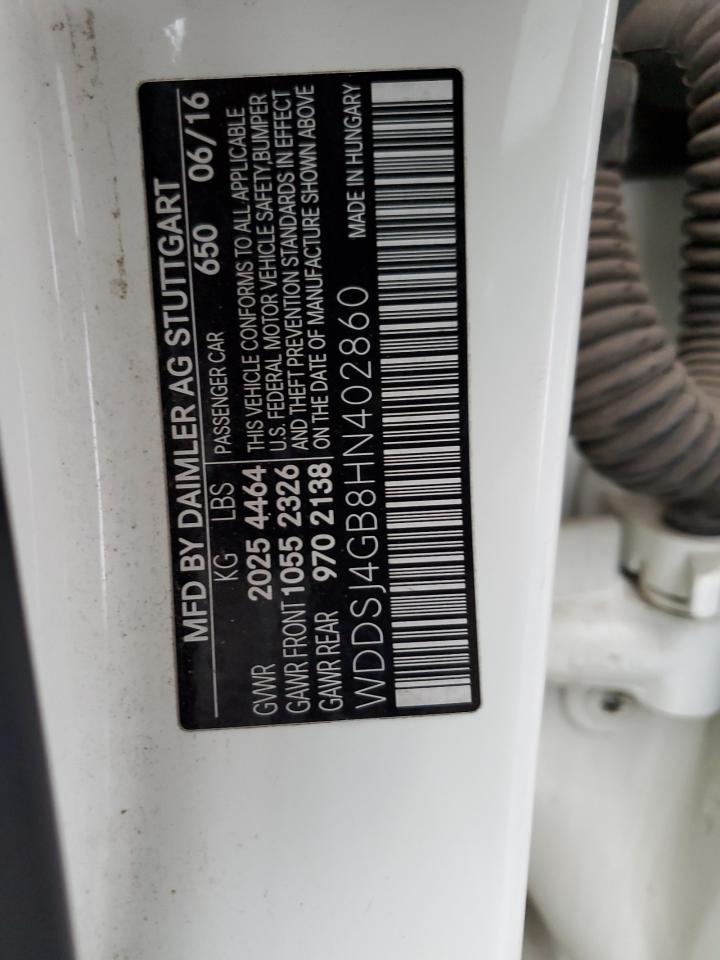 MFD BY DAIMLER AG STUTTGART
KG LBS PASSENGER CAR 650 06/16
GVWR 2025 4464 THIS VEHICLE CONFORMS TO ALL APPLICABLE
GAWR FRONT 1055 2326 U.S. FEDERAL MOTOR VEHICLE SAFETY,BUMPER
GAWR REAR 970 2138 AND THEFT PREVENTION STANDARDS IN EFFECT
ON THE DATE OF MANUFACTURE SHOWN ABOVE
WDDSJ4GB8HN402860 MADE IN HUNGARY